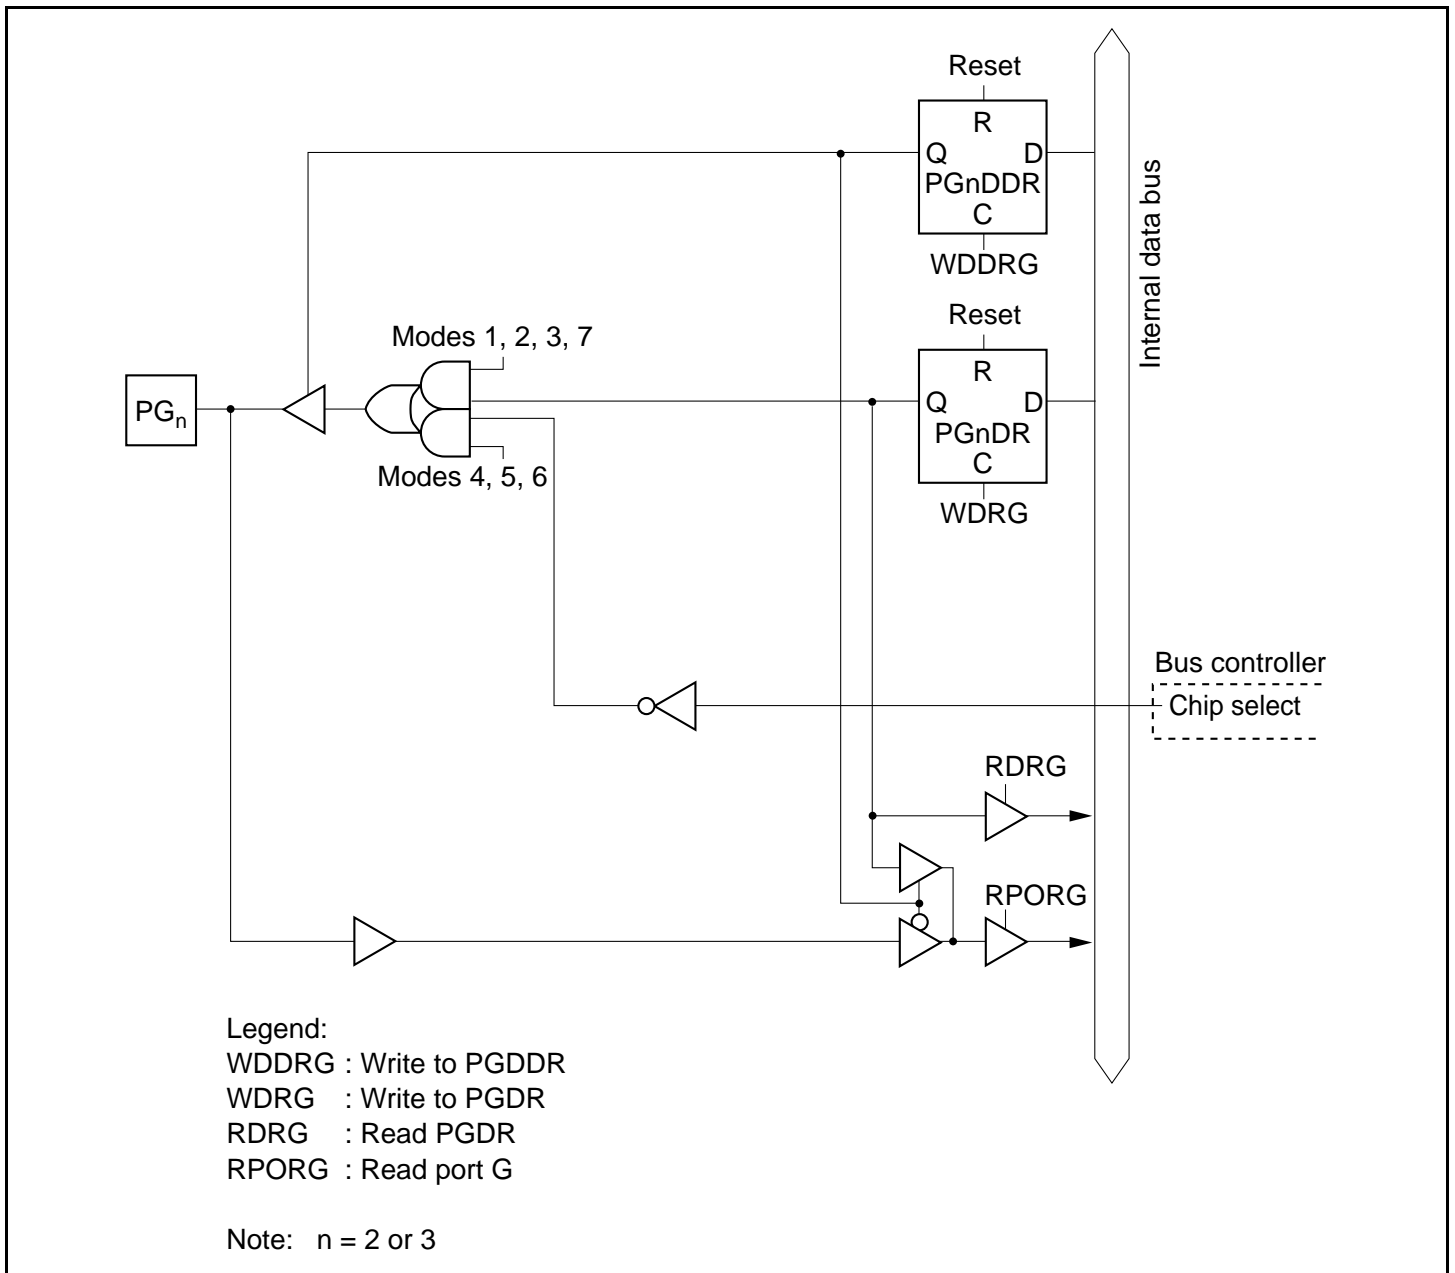 Reset
R
Q D
PGnDDR
C
WDDRG
Internal data bus
Reset
R
Q D
PGnDR
C
WDRG
Modes 1, 2, 3, 7
PGn
Modes 4, 5, 6
Bus controller
Chip select
RDRG
RPORG
Legend:
WDDRG : Write to PGDDR
WDRG : Write to PGDR
RDRG : Read PGDR
RPORG : Read port G
Note: n = 2 or 3